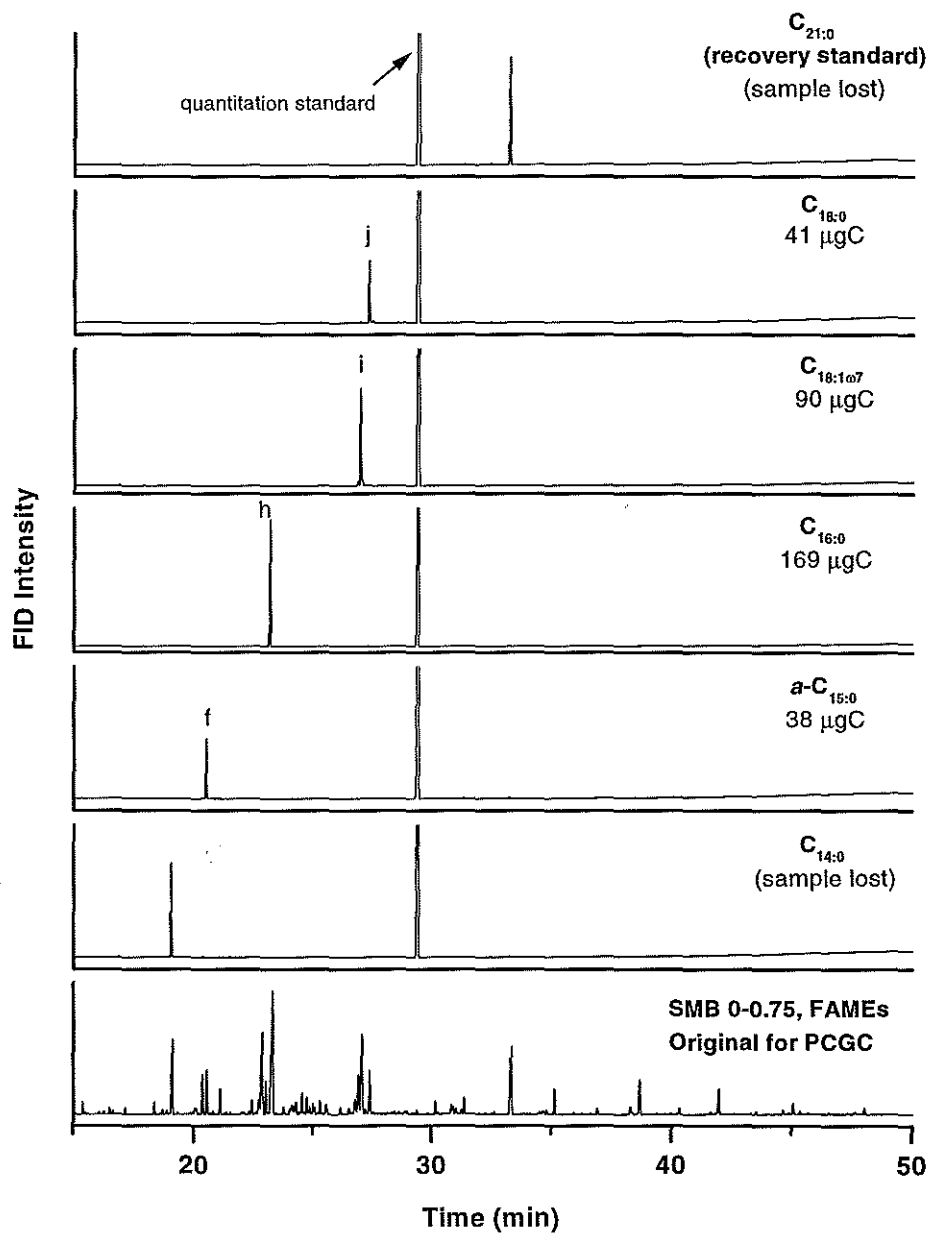 C21:0
(recovery standard)
(sample lost)
quantitation standard
C18:0
41 μgC
j
C18:1ω7
90 μgC
i
C16:0
169 μgC
h
a-C15:0
38 μgC
f
C14:0
(sample lost)
SMB 0-0.75, FAMEs
Original for PCGC
FID Intensity
20
30
40
50
Time (min)